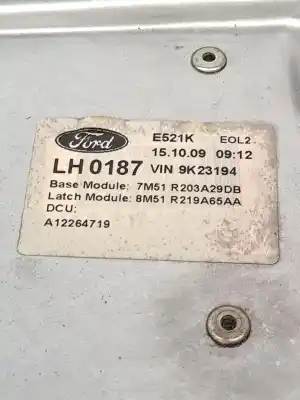 Ford E521K EOL2
15.10.09 09:12
LH 0187 VIN 9K23194
Base Module: 7M51 R203A29DB
Latch Module: 8M51 R219A65AA
DCU:
A12264719